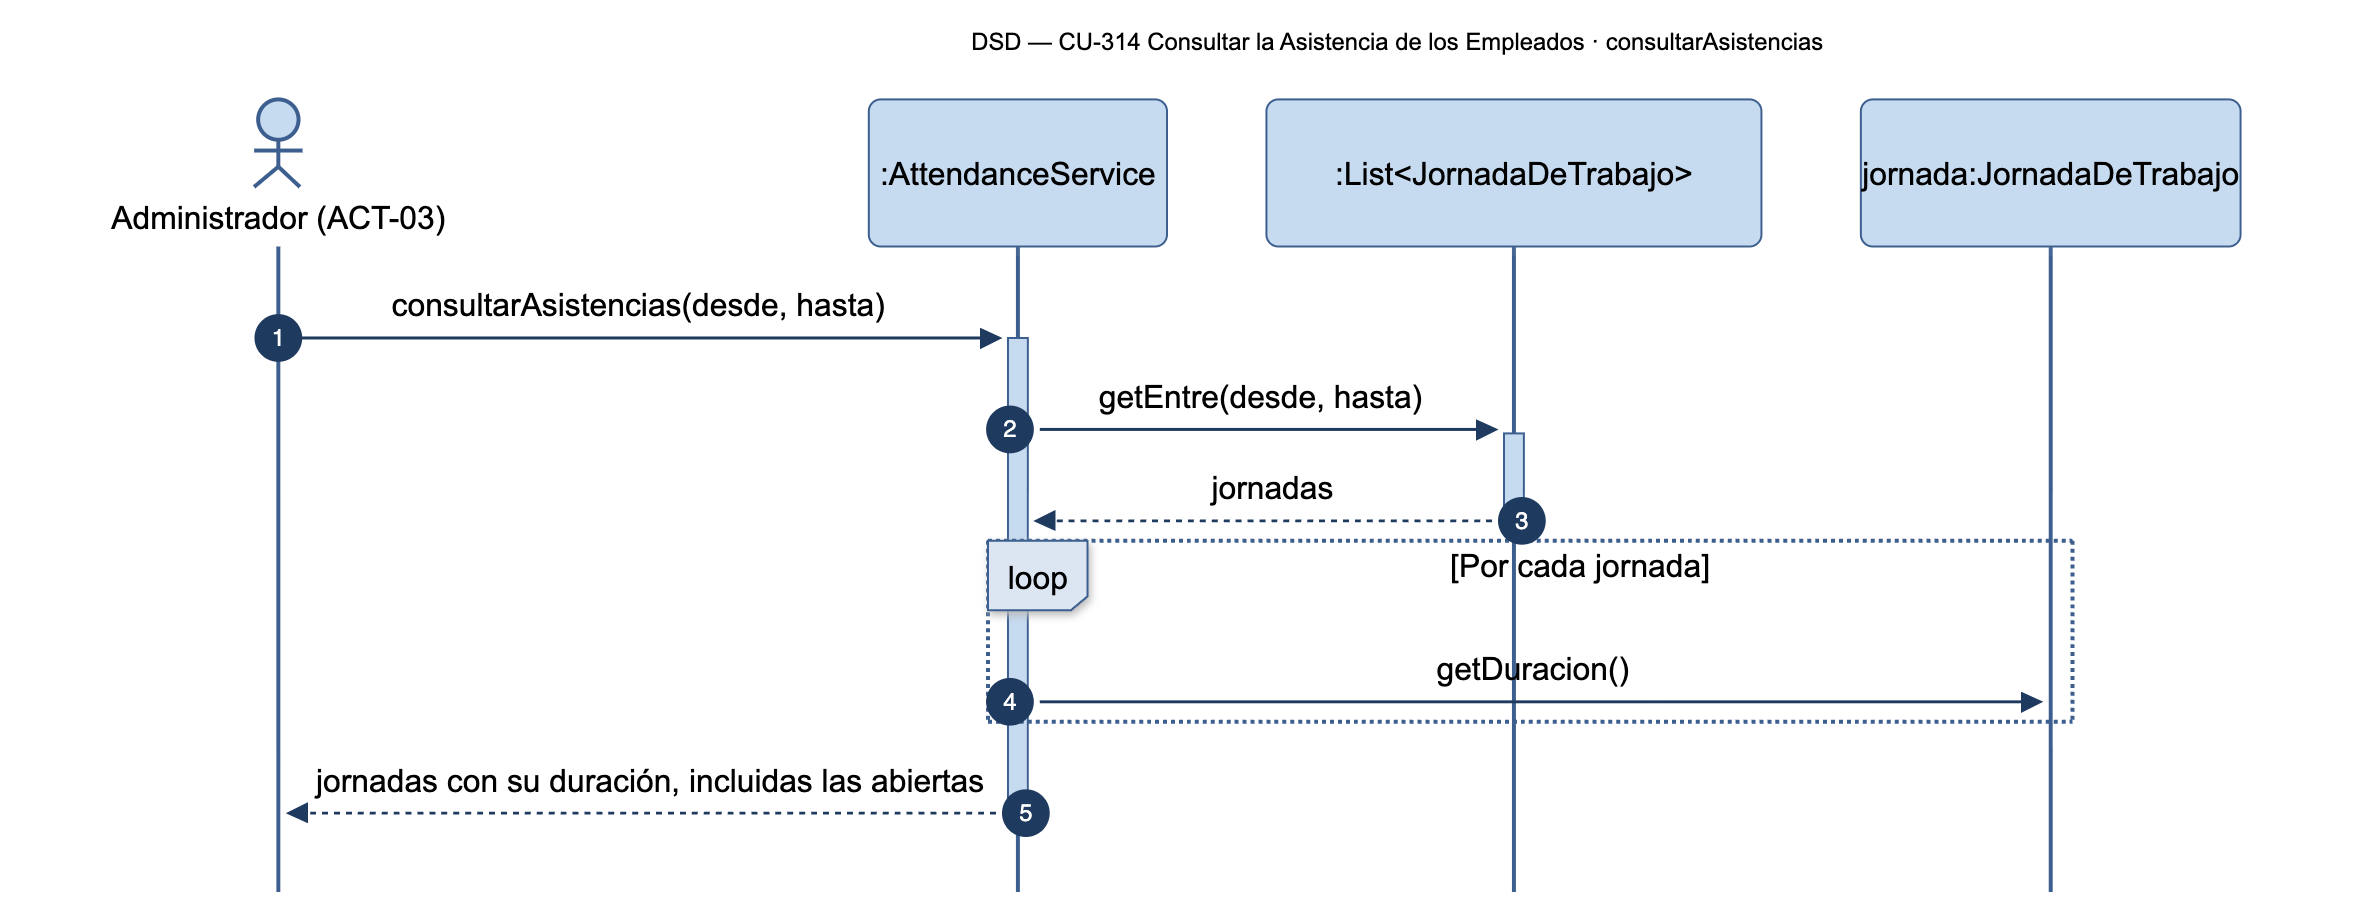 DSD — CU-314 Consultar la Asistencia de los Empleados · consultarAsistencias
Administrador (ACT-03)
:AttendanceService
:List<JornadaDeTrabajo>
jornada:JornadaDeTrabajo
consultarAsistencias(desde, hasta)
1
getEntre(desde, hasta)
2
jornadas
3
loop
[Por cada jornada]
getDuracion()
4
jornadas con su duración, incluidas las abiertas
5